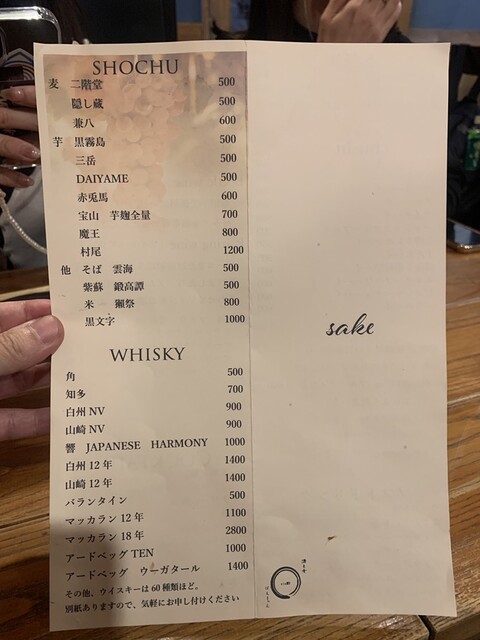 SHOCHU
麦 二階堂 500
隠し蔵 500
兼八 600
芋 黒霧島 500
三岳 500
DAIYAME 500
赤兎馬 600
宝山 芋麹全量 700
魔王 800
村尾 1200
他 そば 雲海 500
紫蘇 鍛高譚 500
米 獺祭 800
黒文字 1000
WHISKY
角 500
知多 700
白州 NV 900
山崎 NV 900
響 JAPANESE HARMONY 1000
白州 12 年 1400
山崎 12 年 1400
バランタイン 500
マッカラン 12 年 1100
マッカラン 18 年 2800
アードベッグ TEN 1000
アードベッグ ウーガタール 1400
その他、ウイスキーは 60 種類ほど。
別紙ありますので、気軽にお申し付けください
sake